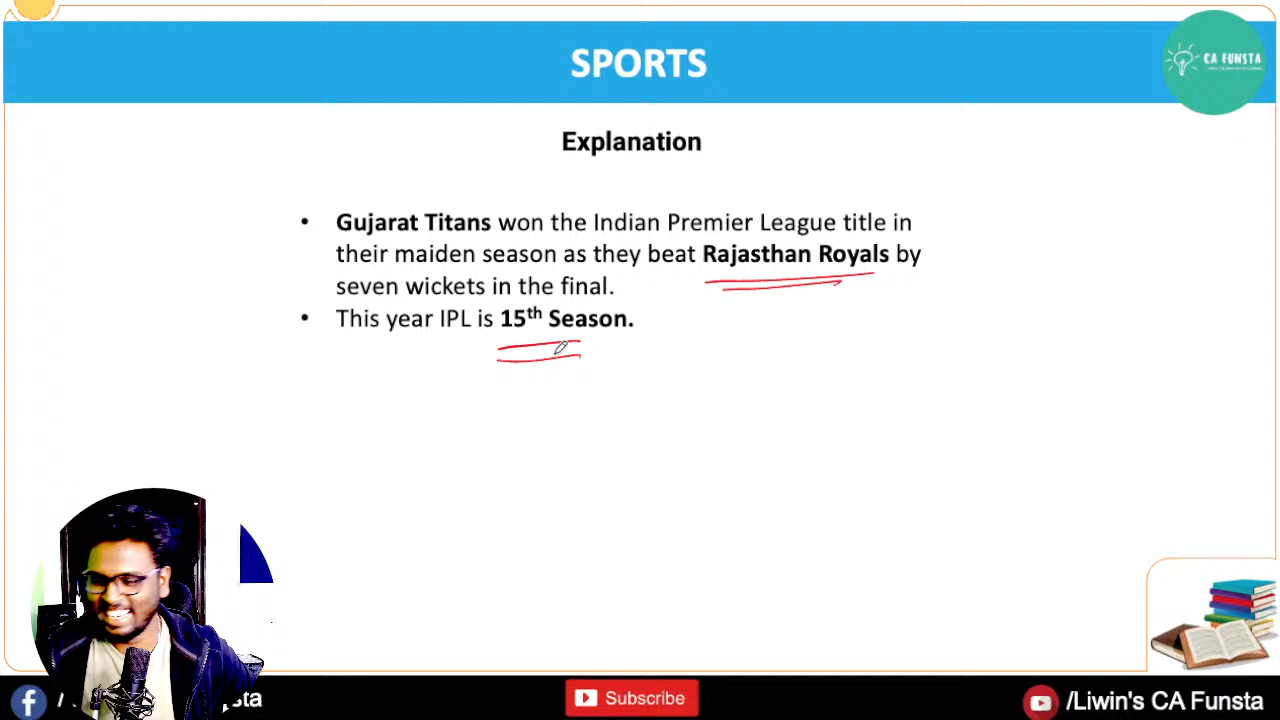 SPORTS
CA FUNSTA
Explanation
• Gujarat Titans won the Indian Premier League title in
their maiden season as they beat Rajasthan Royals by
seven wickets in the final.
• This year IPL is 15th Season.
Subscribe
/Liwin's CA Funsta